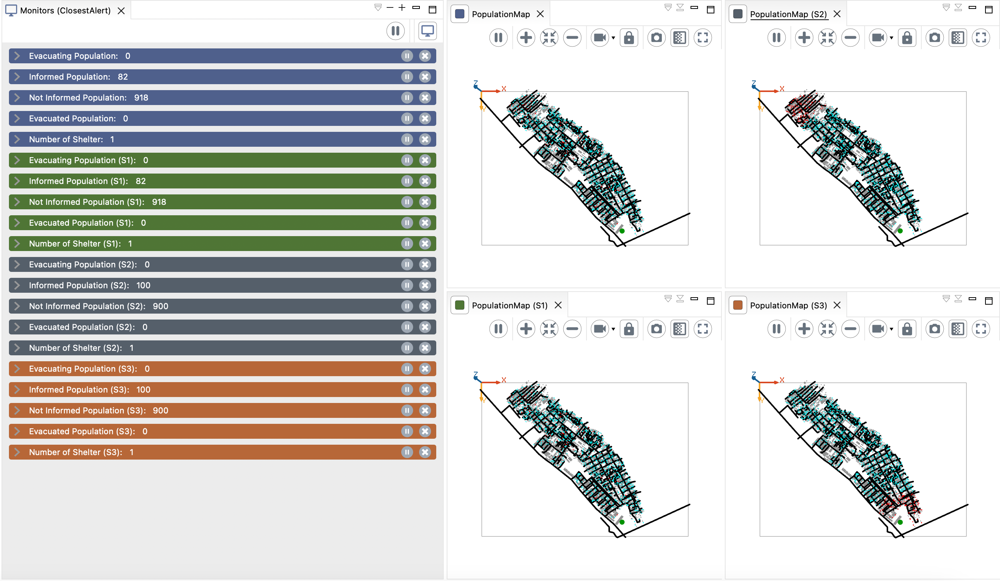 Monitors (ClosestAlert)
Evacuating Population: 0
Informed Population: 82
Not Informed Population: 918
Evacuated Population: 0
Number of Shelter: 1
Evacuating Population (S1): 0
Informed Population (S1): 82
Not Informed Population (S1): 918
Evacuated Population (S1): 0
Number of Shelter (S1): 1
Evacuating Population (S2): 0
Informed Population (S2): 100
Not Informed Population (S2): 900
Evacuated Population (S2): 0
Number of Shelter (S2): 1
Evacuating Population (S3): 0
Informed Population (S3): 100
Not Informed Population (S3): 900
Evacuated Population (S3): 0
Number of Shelter (S3): 1
PopulationMap
Z
X
Y
PopulationMap (S2)
Z
X
Y
PopulationMap (S1)
Z
X
Y
PopulationMap (S3)
Z
X
Y